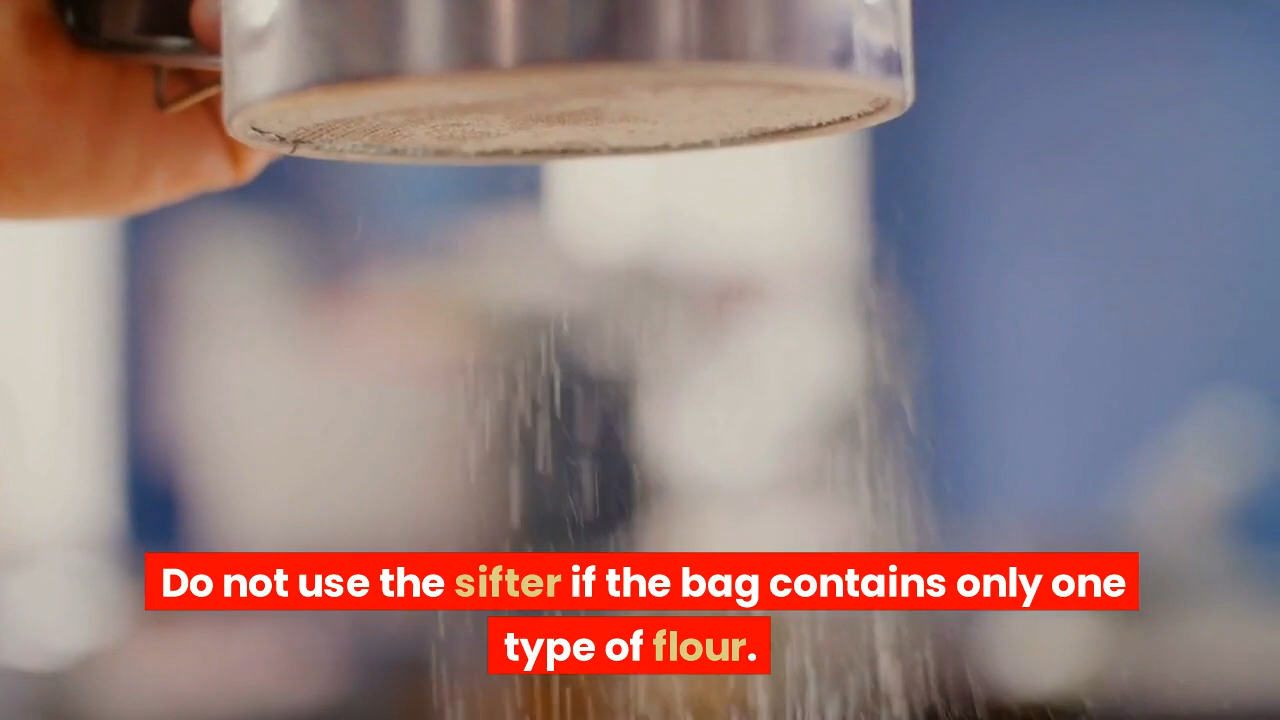 Do not use the sifter if the bag contains only one
type of flour.